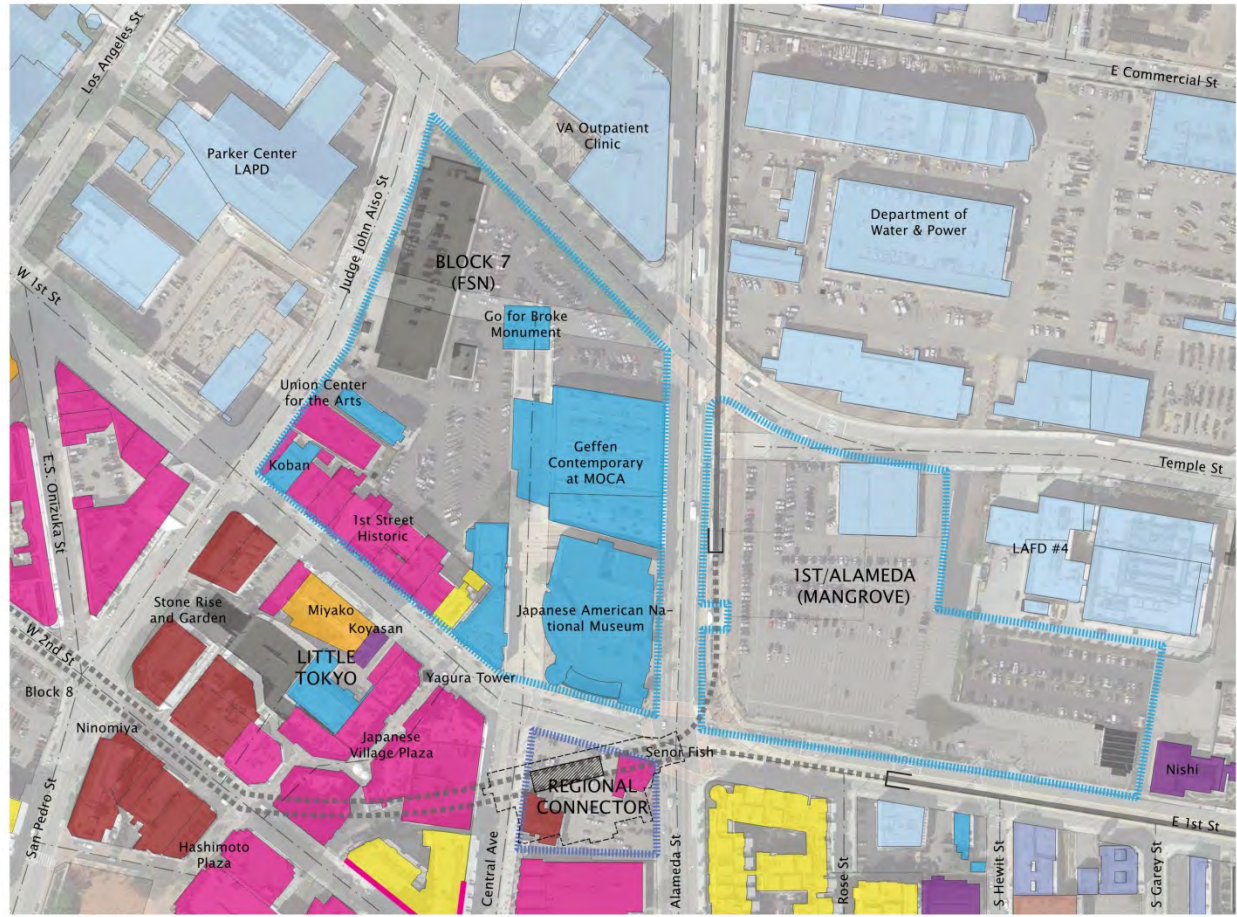 Los Angeles St
E Commercial St
VA Outpatient
Clinic
Parker Center
LAPD
Judge John Aiso St
Department of
Water & Power
W 1st St
BLOCK 7
(FSN)
Go for Broke
Monument
Union Center
for the Arts
Koban
Geffen
Contemporary
at MOCA
Temple St
E.S. Onizuka St
1st Street
Historic
LAFD #4
1ST/ALAMEDA
(MANGROVE)
Stone Rise
and Garden
Miyako
Koyasan
Japanese American Na-
tional Museum
W 2nd St
LITTLE
TOKYO
Yagura Tower
Block 8
Ninomiya
Japanese
Village Plaza
Senor Fish
REGIONAL
CONNECTOR
Nishi
E 1st St
San Pedro St
Hashimoto
Plaza
Central Ave
Alameda St
Rose St
S Hewit St
S Garey St